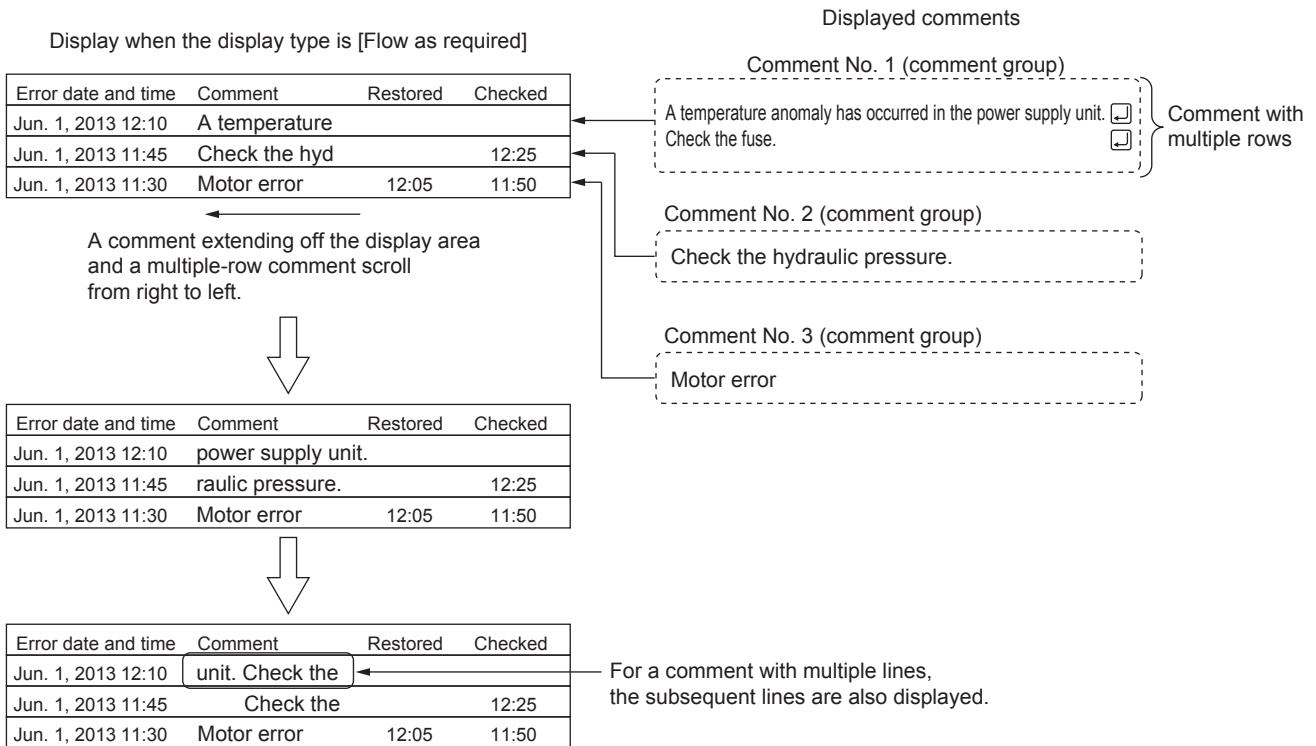 Displayed comments
Display when the display type is [Flow as required]
Comment No. 1 (comment group)
Error date and time Comment Restored Checked
Jun. 1, 2013 12:10 A temperature
Jun. 1, 2013 11:45 Check the hyd 12:25
Jun. 1, 2013 11:30 Motor error 12:05 11:50
A temperature anomaly has occurred in the power supply unit.
Check the fuse.
Comment with
multiple rows
A comment extending off the display area
and a multiple-row comment scroll
from right to left.
Comment No. 2 (comment group)
Check the hydraulic pressure.
Comment No. 3 (comment group)
Motor error
Error date and time Comment Restored Checked
Jun. 1, 2013 12:10 power supply unit.
Jun. 1, 2013 11:45 raulic pressure. 12:25
Jun. 1, 2013 11:30 Motor error 12:05 11:50
Error date and time Comment Restored Checked
Jun. 1, 2013 12:10 unit. Check the
Jun. 1, 2013 11:45 Check the 12:25
Jun. 1, 2013 11:30 Motor error 12:05 11:50
For a comment with multiple lines,
the subsequent lines are also displayed.